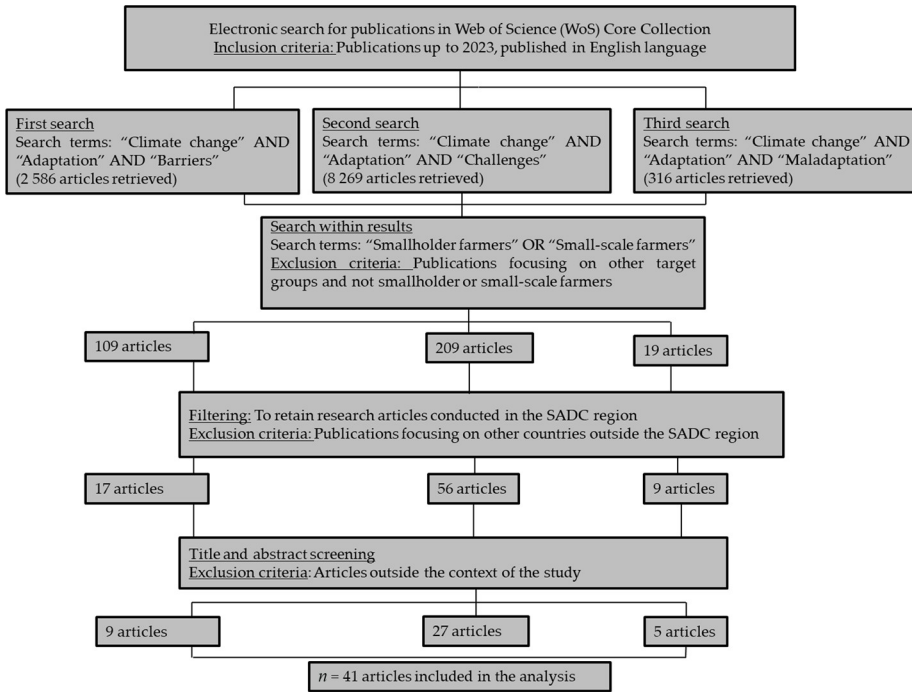 Electronic search for publications in Web of Science (WoS) Core Collection
Inclusion criteria: Publications up to 2023, published in English language
First search
Search terms: “Climate change” AND
“Adaptation” AND “Barriers”
(2 586 articles retrieved)
Second search
Search terms: “Climate change” AND
“Adaptation” AND “Challenges”
(8 269 articles retrieved)
Third search
Search terms: “Climate change” AND
“Adaptation” AND “Maladaptation”
(316 articles retrieved)
Search within results
Search terms: “Smallholder farmers” OR “Small-scale farmers”
Exclusion criteria: Publications focusing on other target
groups and not smallholder or small-scale farmers
109 articles
209 articles
19 articles
Filtering: To retain research articles conducted in the SADC region
Exclusion criteria: Publications focusing on other countries outside the SADC region
17 articles
56 articles
9 articles
Title and abstract screening
Exclusion criteria: Articles outside the context of the study
9 articles
27 articles
5 articles
n = 41 articles included in the analysis